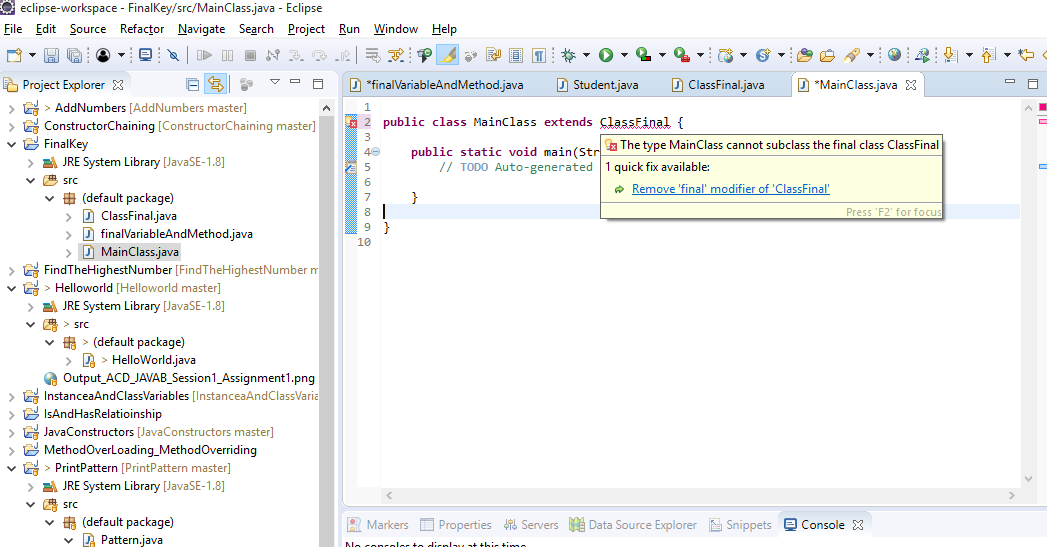 eclipse-workspace - FinalKey/src/MainClass.java - Eclipse
File Edit Source Refactor Navigate Search Project Run Window Help
Project Explorer
> AddNumbers [AddNumbers master]
ConstructorChaining [ConstructorChaining master]
FinalKey
JRE System Library [JavaSE-1.8]
src
(default package)
ClassFinal.java
finalVariableAndMethod.java
MainClass.java
FindTheHighestNumber [FindTheHighestNumber m
> Helloworld [Helloworld master]
JRE System Library [JavaSE-1.8]
> src
> (default package)
> HelloWorld.java
Output_ACD_JAVAB_Session1_Assignment1.png
InstanceaAndClassVariables [InstanceaAndClassVaria
IsAndHasRelatioinship
JavaConstructors [JavaConstructors master]
MethodOverLoading_MethodOverriding
> PrintPattern [PrintPattern master]
JRE System Library [JavaSE-1.8]
src
(default package)
Pattern.java
*finalVariableAndMethod.java Student.java ClassFinal.java *MainClass.java
1
2 public class MainClass extends ClassFinal {
3
4 public static void main(Str
5 // TODO Auto-generated
6
7 }
8
9 }
10
The type MainClass cannot subclass the final class ClassFinal
1 quick fix available:
Remove 'final' modifier of 'ClassFinal'
Press 'F2' for focus
Markers Properties Servers Data Source Explorer Snippets Console
No consoles to display at this time.